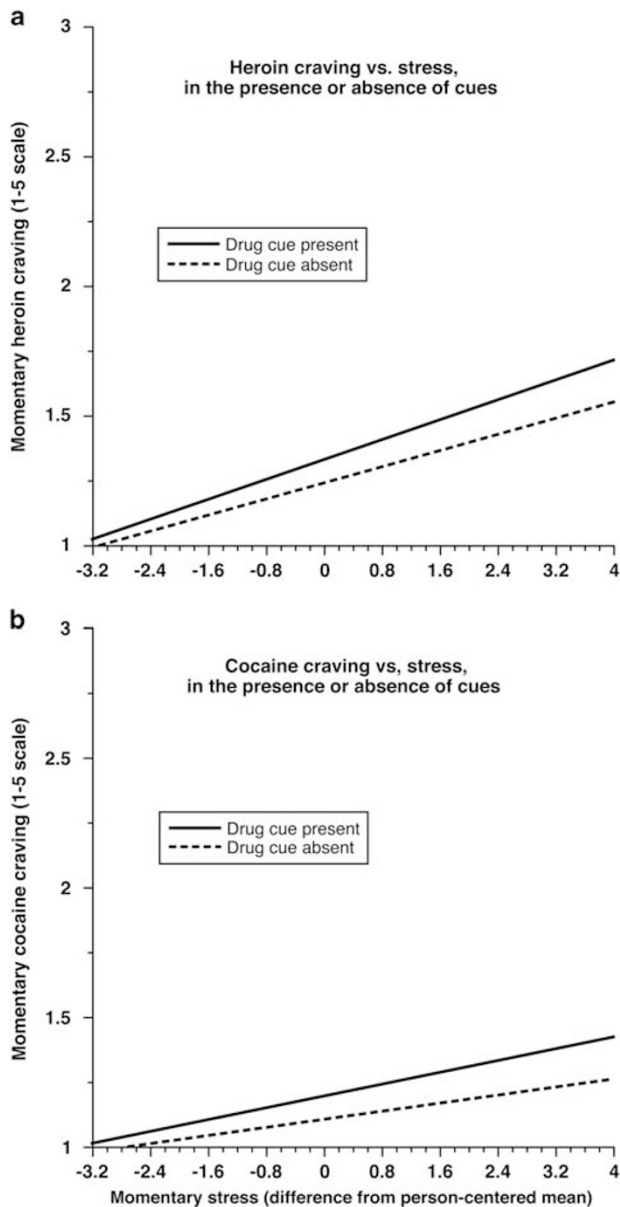 a
3
Heroin craving vs. stress,
in the presence or absence of cues
2.5
Drug cue present
Drug cue absent
2
1.5
1
Momentary heroin craving (1-5 scale)
-3.2 -2.4 -1.6 -0.8 0 0.8 1.6 2.4 3.2 4
b
3
Cocaine craving vs, stress,
in the presence or absence of cues
2.5
Drug cue present
Drug cue absent
2
1.5
1
Momentary cocaine craving (1-5 scale)
-3.2 -2.4 -1.6 -0.8 0 0.8 1.6 2.4 3.2 4
Momentary stress (difference from person-centered mean)